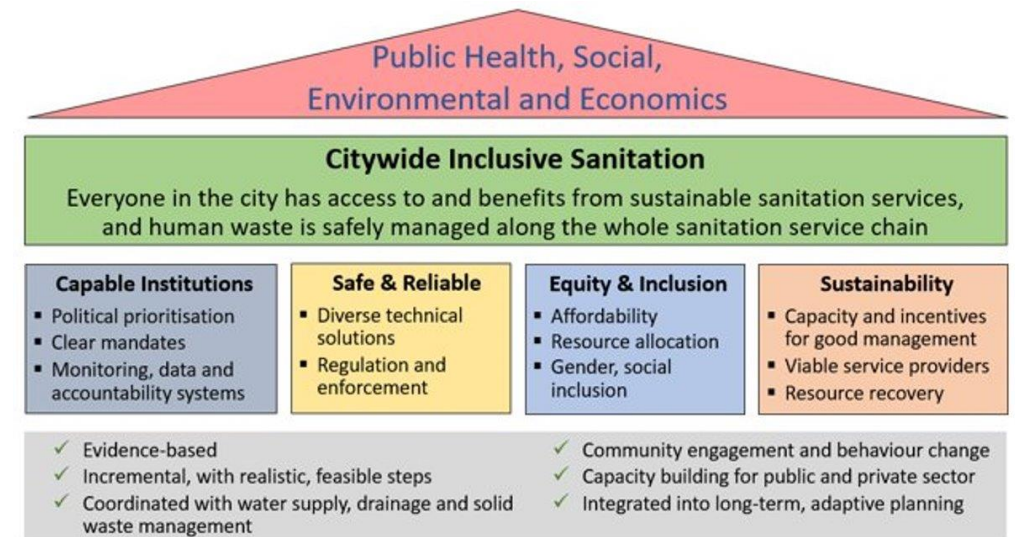 Public Health, Social,
Environmental and Economics
Citywide Inclusive Sanitation
Everyone in the city has access to and benefits from sustainable sanitation services,
and human waste is safely managed along the whole sanitation service chain
Capable Institutions
▪ Political prioritisation
▪ Clear mandates
▪ Monitoring, data and
accountability systems
Safe & Reliable
▪ Diverse technical
solutions
▪ Regulation and
enforcement
Equity & Inclusion
▪ Affordability
▪ Resource allocation
▪ Gender, social
inclusion
Sustainability
▪ Capacity and incentives
for good management
▪ Viable service providers
▪ Resource recovery
✓ Evidence-based
✓ Incremental, with realistic, feasible steps
✓ Coordinated with water supply, drainage and solid
waste management
✓ Community engagement and behaviour change
✓ Capacity building for public and private sector
✓ Integrated into long-term, adaptive planning